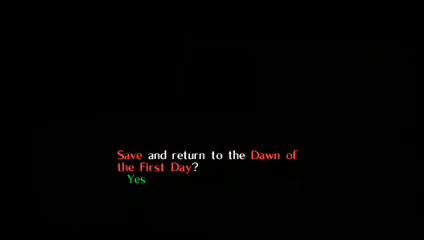 Save and return to the Dawn of
the First Day?
Yes